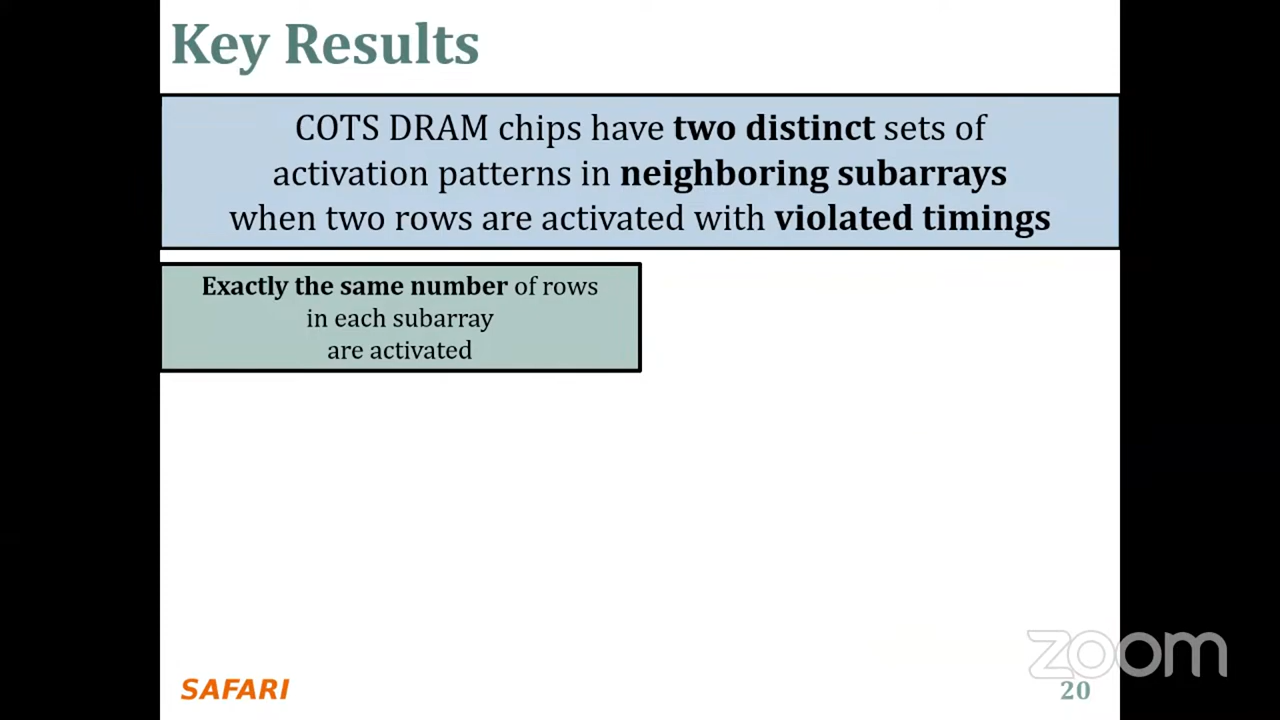 Key Results
COTS DRAM chips have two distinct sets of
activation patterns in neighboring subarrays
when two rows are activated with violated timings
Exactly the same number of rows
in each subarray
are activated
zoom
SAFARI
20